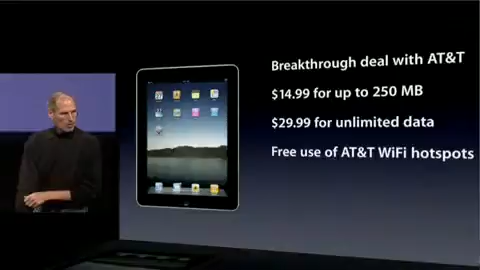 Breakthrough deal with AT&T
$14.99 for up to 250 MB
$29.99 for unlimited data
Free use of AT&T WiFi hotspots